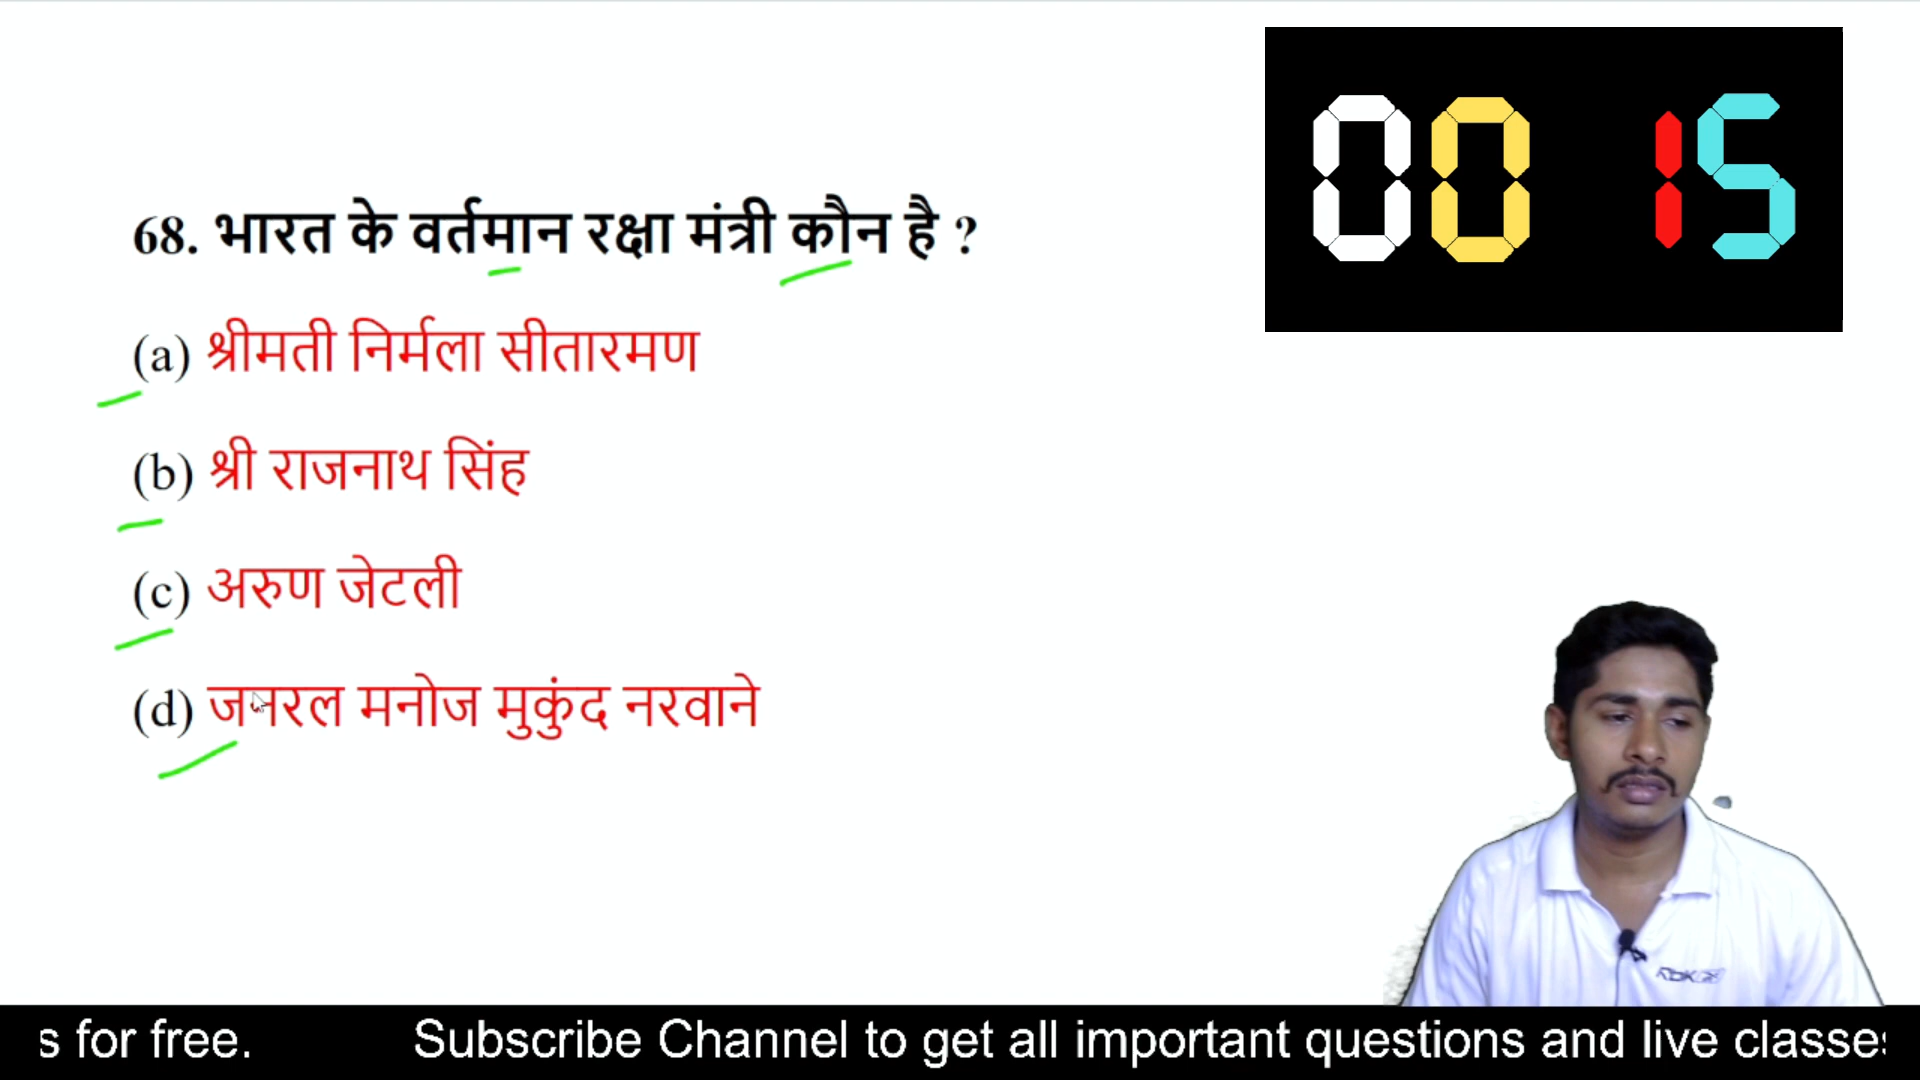 00 15
68. भारत के वर्तमान रक्षा मंत्री कौन है ?
(a) श्रीमती निर्मला सीतारमण
(b) श्री राजनाथ सिंह
(c) अरुण जेटली
(d) जनरल मनोज मुकुंद नरवाने
s for free. Subscribe Channel to get all important questions and live classes